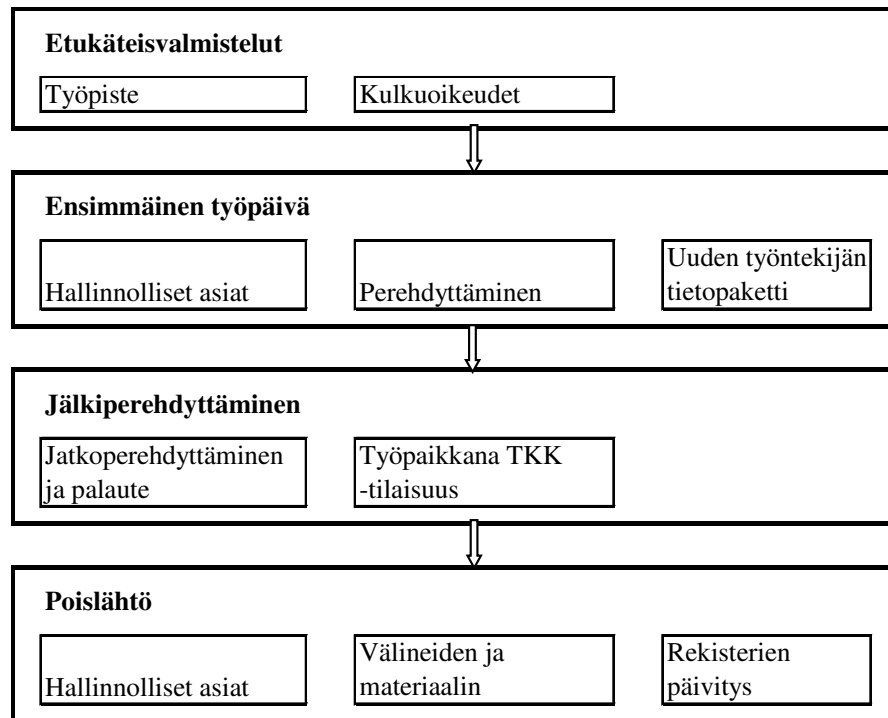 Etukäteisvalmistelut
Työpiste
Kulkuoikeudet
Ensimmäinen työpäivä
Hallinnolliset asiat
Perehdyttäminen
Uuden työntekijän
tietopaketti
Jälkiperehdyttäminen
Jatkoperehdyttäminen
ja palaute
Työpaikkana TKK
-tilaisuus
Poislähtö
Hallinnolliset asiat
Välineiden ja
materiaalin
Rekisterien
päivitys